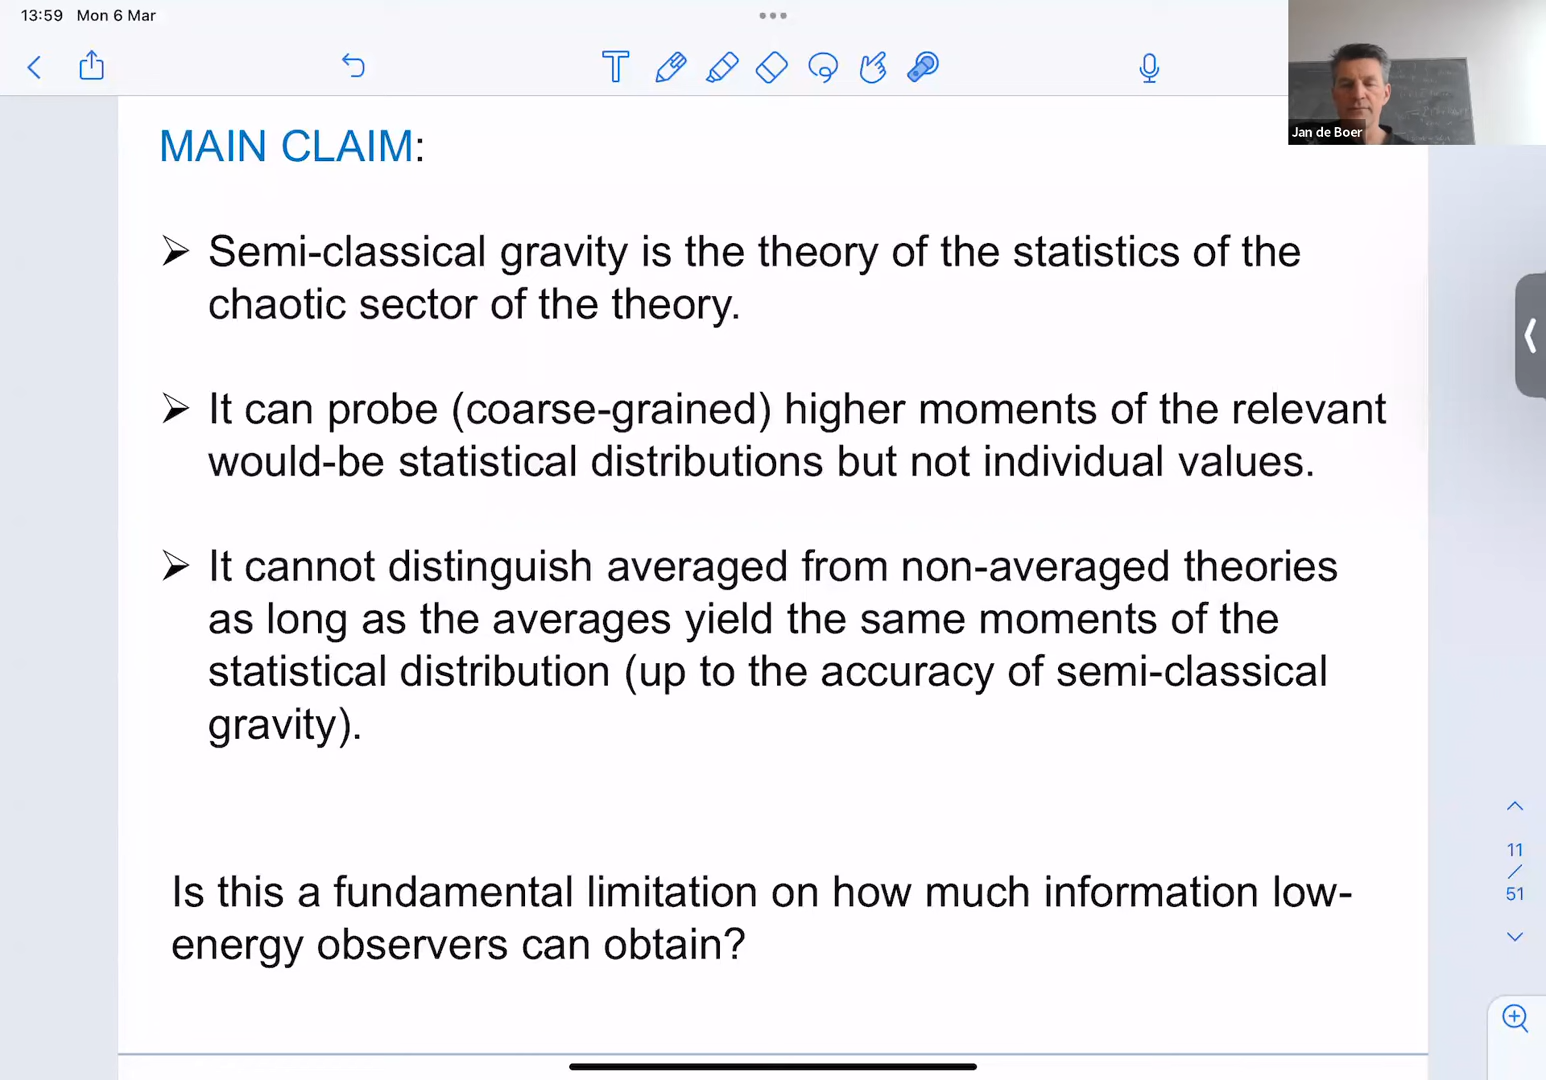 13:59 Mon 6 Mar
Jan de Boer
MAIN CLAIM:
➢ Semi-classical gravity is the theory of the statistics of the
chaotic sector of the theory.
➢ It can probe (coarse-grained) higher moments of the relevant
would-be statistical distributions but not individual values.
➢ It cannot distinguish averaged from non-averaged theories
as long as the averages yield the same moments of the
statistical distribution (up to the accuracy of semi-classical
gravity).
Is this a fundamental limitation on how much information low-
energy observers can obtain?
11
/
51